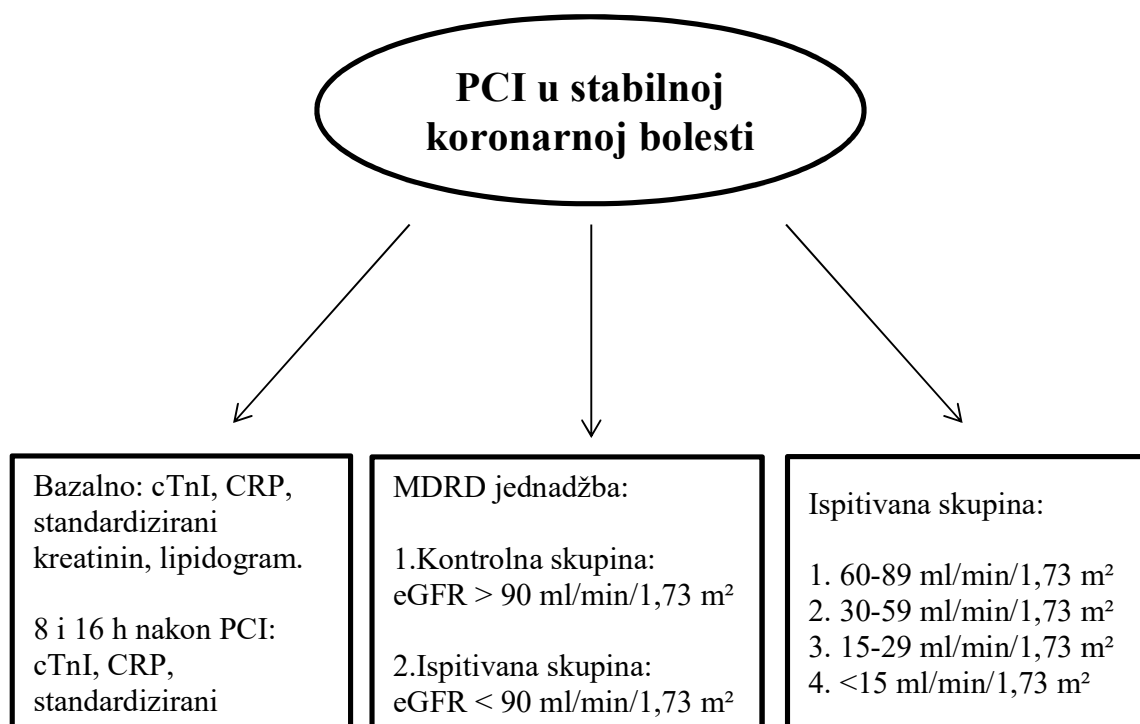 PCI u stabilnoj
koronarnoj bolesti
Bazalno: cTnI, CRP,
standardizirani
kreatinin, lipidogram.
8 i 16 h nakon PCI:
cTnI, CRP,
standardizirani
MDRD jednadžba:
1.Kontrolna skupina:
eGFR > 90 ml/min/1,73 m²
2.Ispitivana skupina:
eGFR < 90 ml/min/1,73 m²
Ispitivana skupina:
1. 60-89 ml/min/1,73 m²
2. 30-59 ml/min/1,73 m²
3. 15-29 ml/min/1,73 m²
4. <15 ml/min/1,73 m²